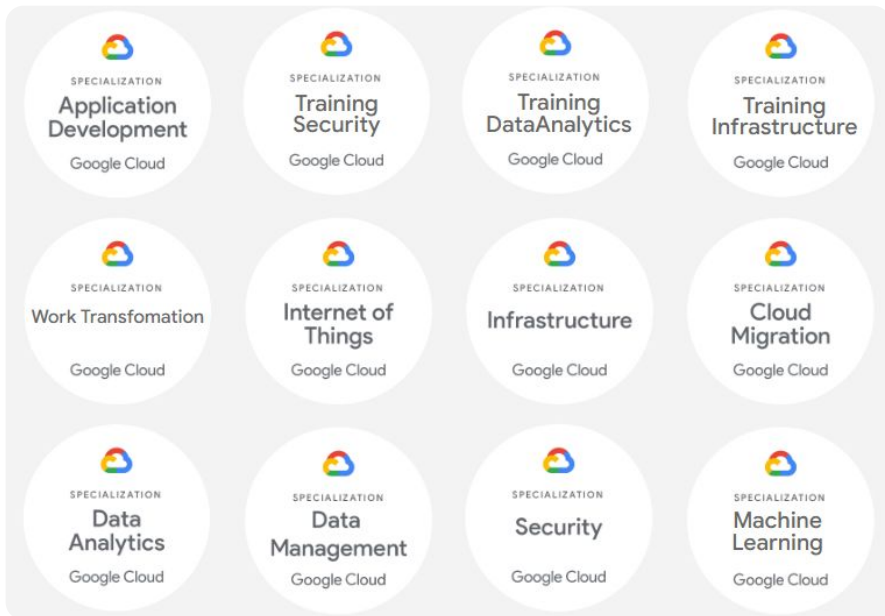 SPECIALIZATION
Application
Development
Google Cloud
SPECIALIZATION
Training
Security
Google Cloud
SPECIALIZATION
Training
DataAnalytics
Google Cloud
SPECIALIZATION
Training
Infrastructure
Google Cloud
SPECIALIZATION
Work Transfomation
Google Cloud
SPECIALIZATION
Internet of
Things
Google Cloud
SPECIALIZATION
Infrastructure
Google Cloud
SPECIALIZATION
Cloud
Migration
Google Cloud
SPECIALIZATION
Data
Analytics
Google Cloud
SPECIALIZATION
Data
Management
Google Cloud
SPECIALIZATION
Security
Google Cloud
SPECIALIZATION
Machine
Learning
Google Cloud